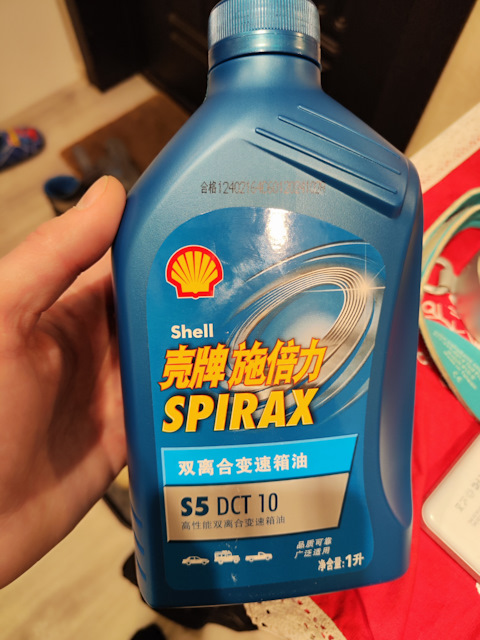 Shell
壳牌 施倍力
SPIRAX
双离合变速箱油
S5 DCT 10
高性能双离合变速箱油
品质可靠
广泛适用
净含量:1升